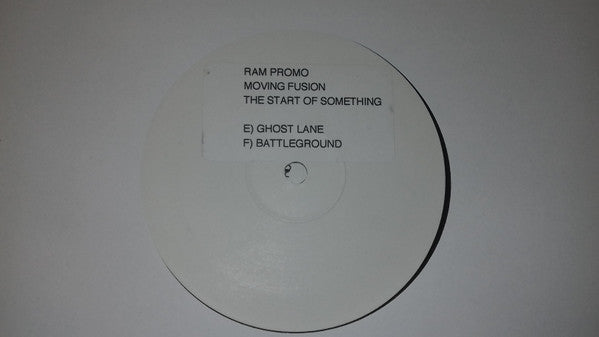 RAM PROMO
MOVING FUSION
THE START OF SOMETHING
E) GHOST LANE
F) BATTLEGROUND